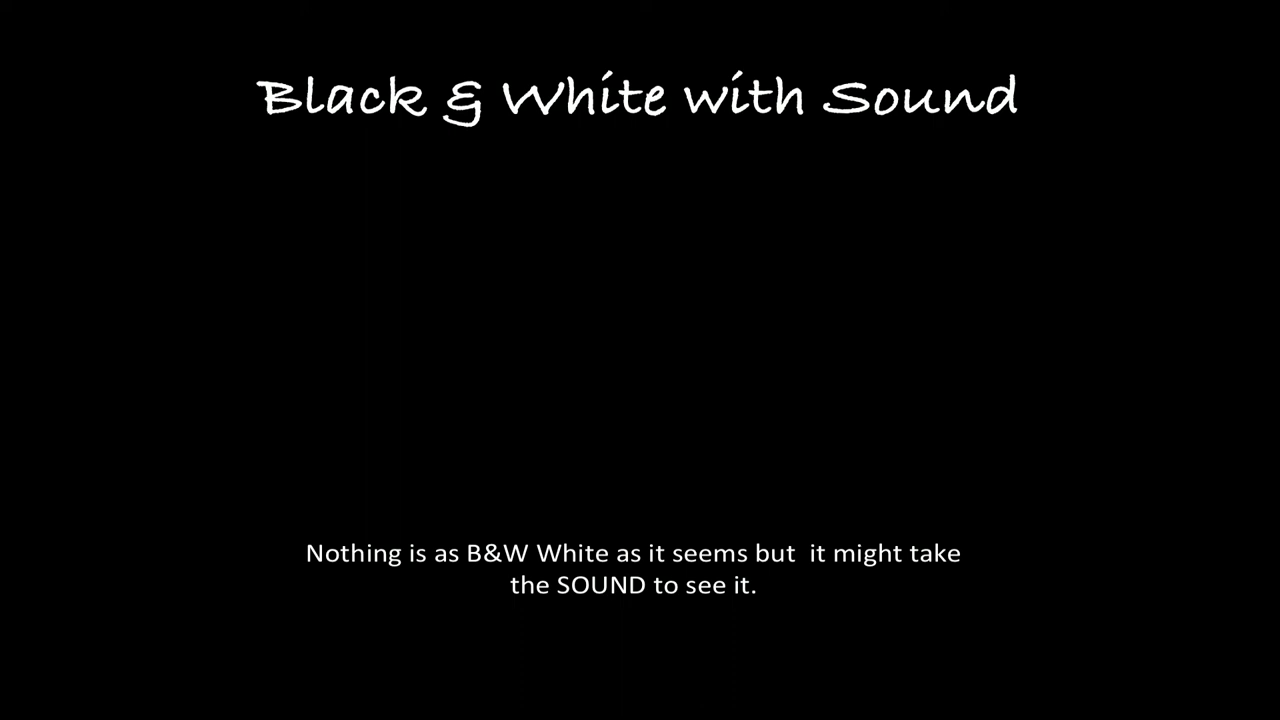 Black & White with Sound
Nothing is as B&W White as it seems but  it might take
the SOUND to see it.